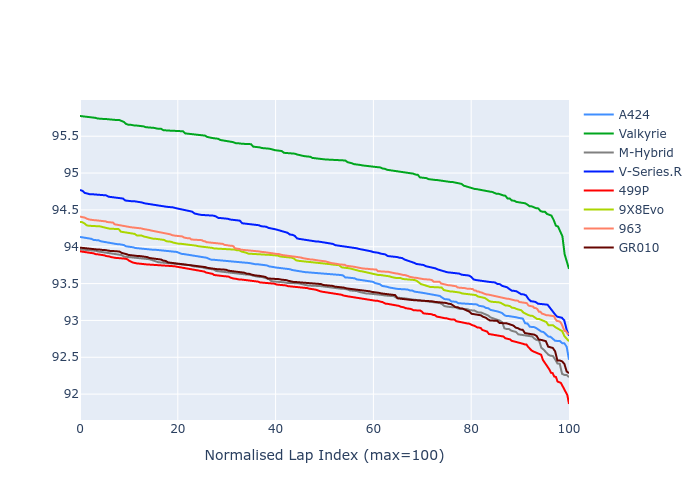 95.5
95
94.5
94
93.5
93
92.5
92
0 20 40 60 80 100
Normalised Lap Index (max=100)
A424
Valkyrie
M-Hybrid
V-Series.R
499P
9X8Evo
963
GR010